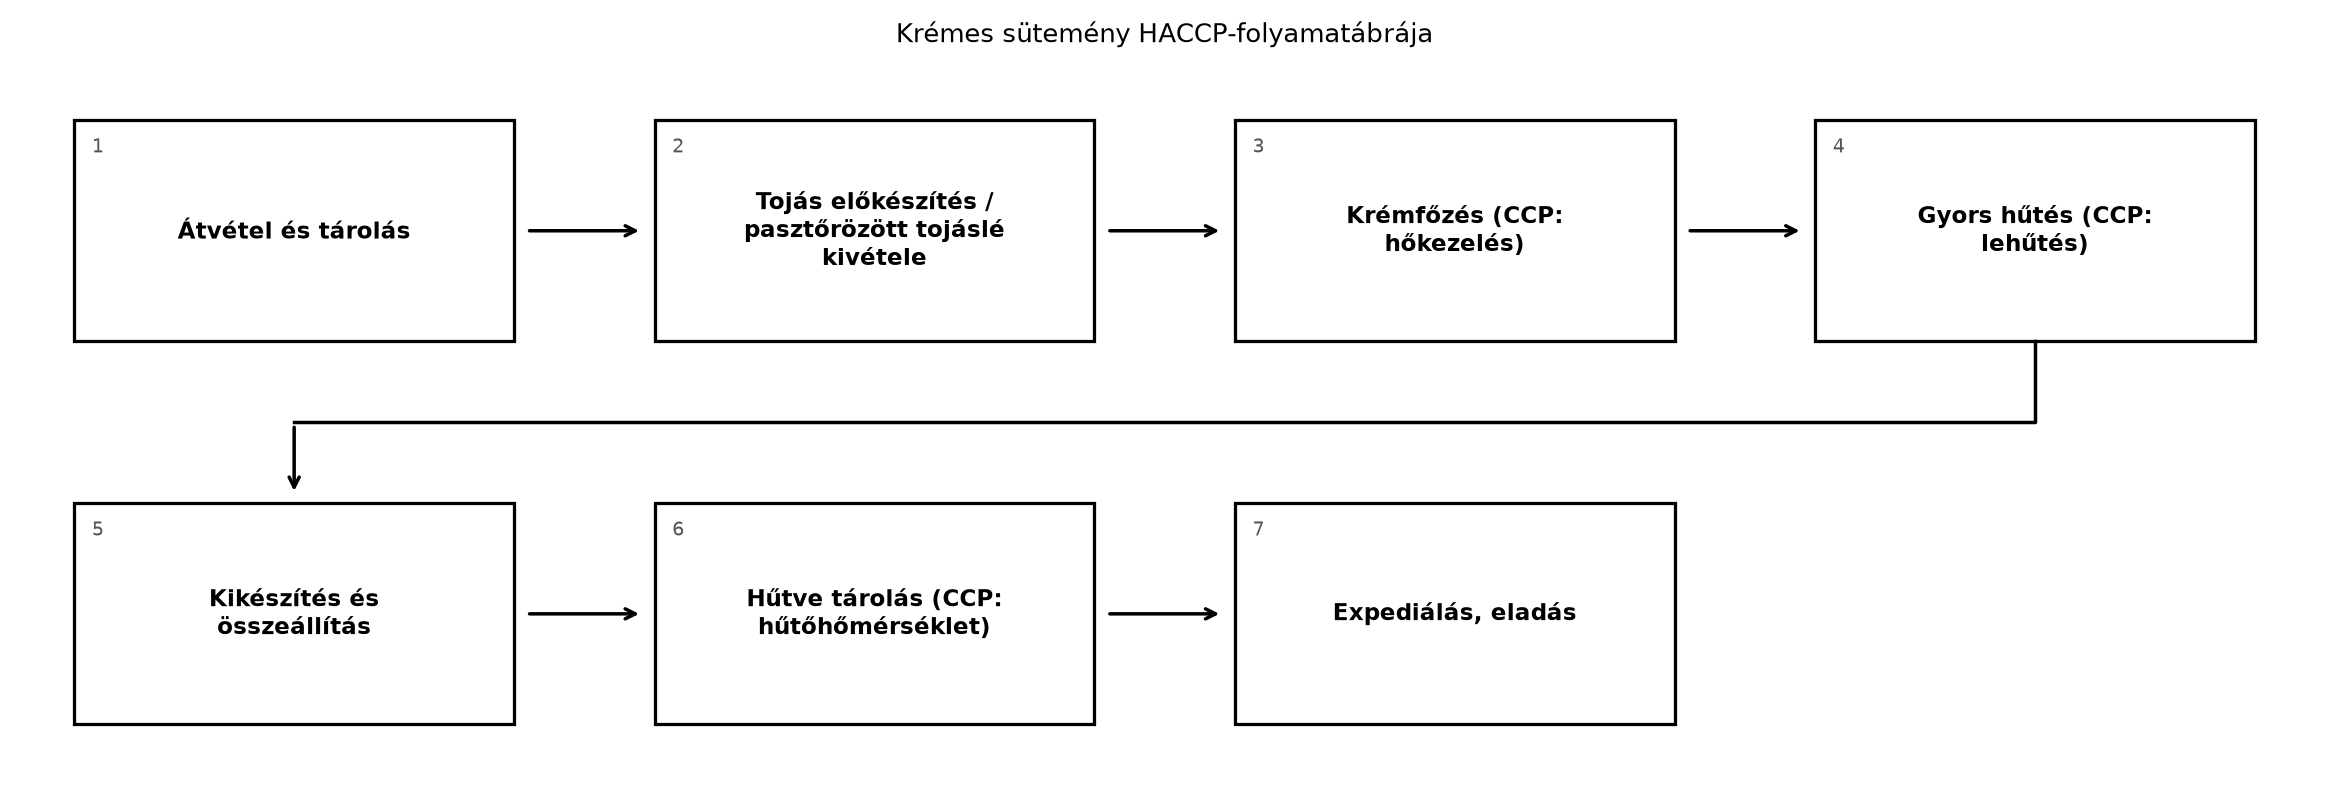 Krémes sütemény HACCP-folyamatábrája
1
Átvétel és tárolás
2
Tojás előkészítés /
pasztőrözött tojáslé
kivétele
3
Krémfőzés (CCP:
hőkezelés)
4
Gyors hűtés (CCP:
lehűtés)
5
Kikészítés és
összeállítás
6
Hűtve tárolás (CCP:
hűtőhőmérséklet)
7
Expediálás, eladás